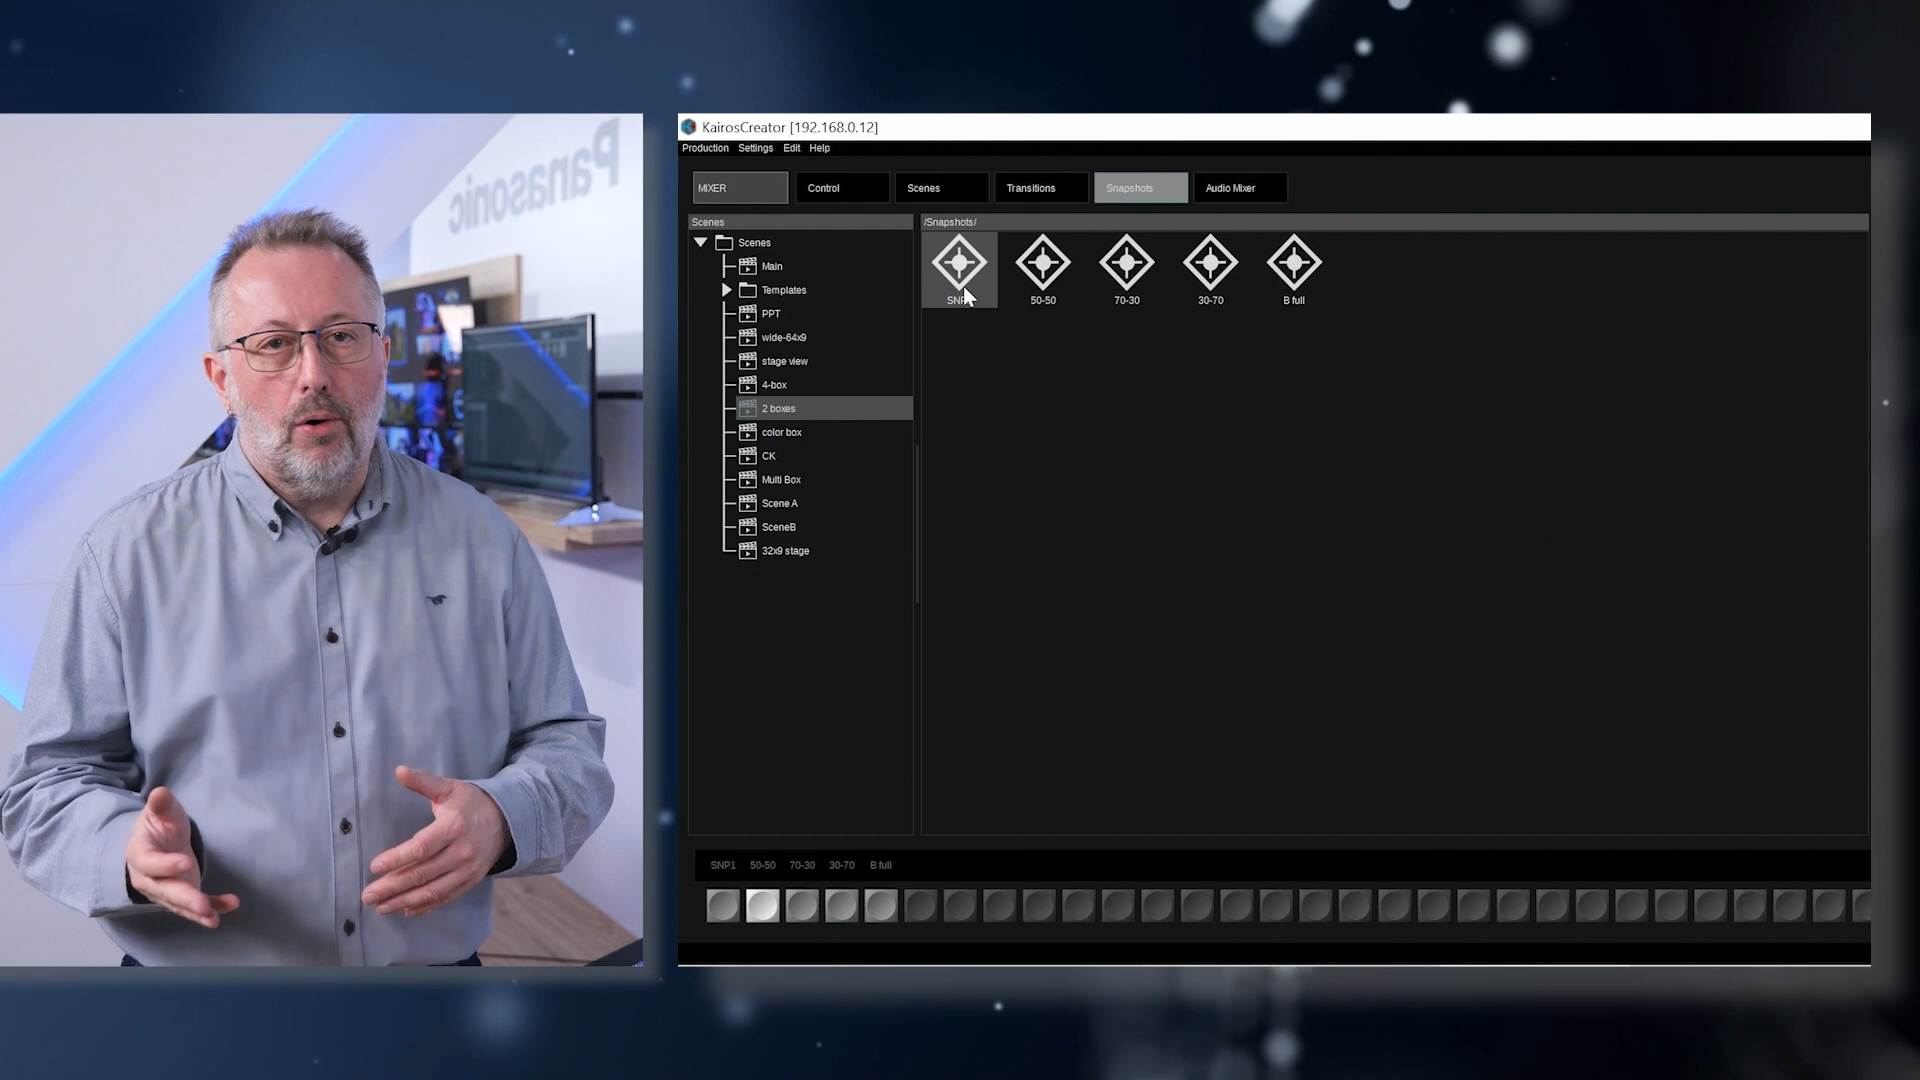 Panasonic
KairosCreator [192.168.0.12]
Production Settings Edit Help
MIXER Control Scenes Transitions Snapshots Audio Mixer
Scenes
/Snapshots/
Scenes
Main
Templates
PPT
wide-64x9
stage view
4-box
2 boxes
color box
CK
Multi Box
Scene A
SceneB
32x9 stage
50-50 70-30 30-70 B full
SNP1 50-50 70-30 30-70 B full